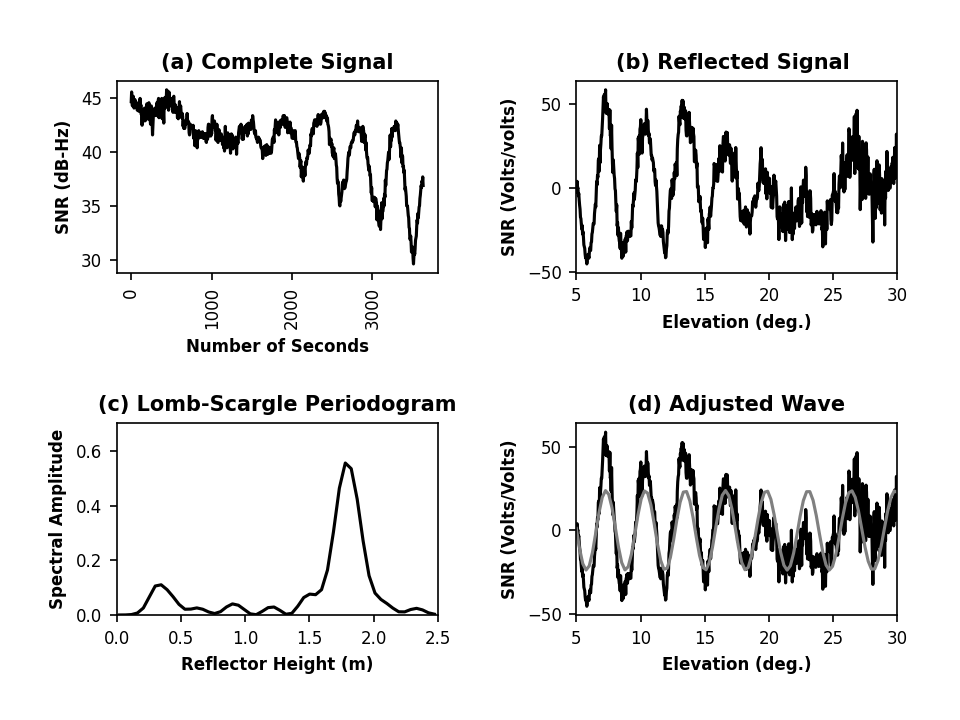 (a) Complete Signal
SNR (dB-Hz)
45
40
35
30
0
1000
2000
3000
Number of Seconds
(b) Reflected Signal
SNR (Volts/volts)
50
0
−50
5 10 15 20 25 30
Elevation (deg.)
(c) Lomb-Scargle Periodogram
Spectral Amplitude
0.6
0.4
0.2
0.0
0.0 0.5 1.0 1.5 2.0 2.5
Reflector Height (m)
(d) Adjusted Wave
SNR (Volts/Volts)
50
0
−50
5 10 15 20 25 30
Elevation (deg.)